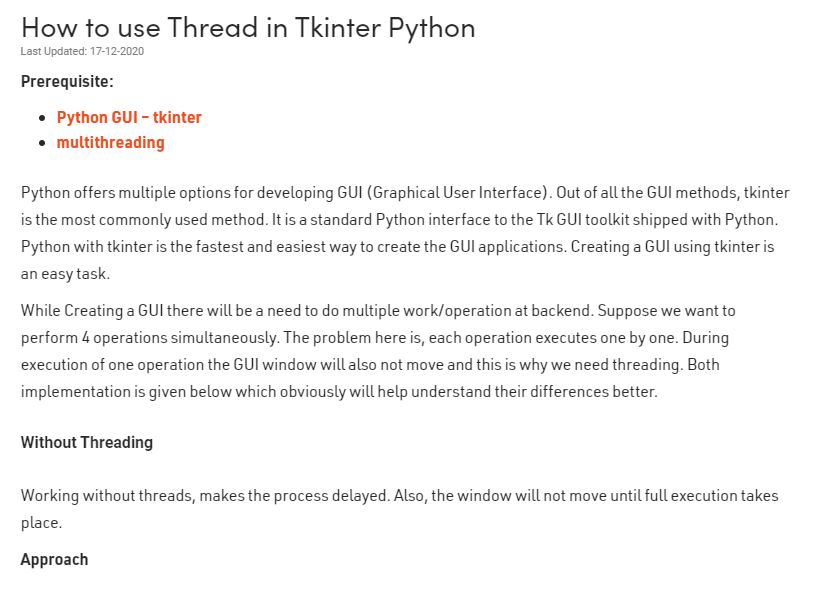 How to use Thread in Tkinter Python
Last Updated: 17-12-2020
Prerequisite:
Python GUI – tkinter
multithreading
Python offers multiple options for developing GUI (Graphical User Interface). Out of all the GUI methods, tkinter
is the most commonly used method. It is a standard Python interface to the Tk GUI toolkit shipped with Python.
Python with tkinter is the fastest and easiest way to create the GUI applications. Creating a GUI using tkinter is
an easy task.
While Creating a GUI there will be a need to do multiple work/operation at backend. Suppose we want to
perform 4 operations simultaneously. The problem here is, each operation executes one by one. During
execution of one operation the GUI window will also not move and this is why we need threading. Both
implementation is given below which obviously will help understand their differences better.
Without Threading
Working without threads, makes the process delayed. Also, the window will not move until full execution takes
place.
Approach